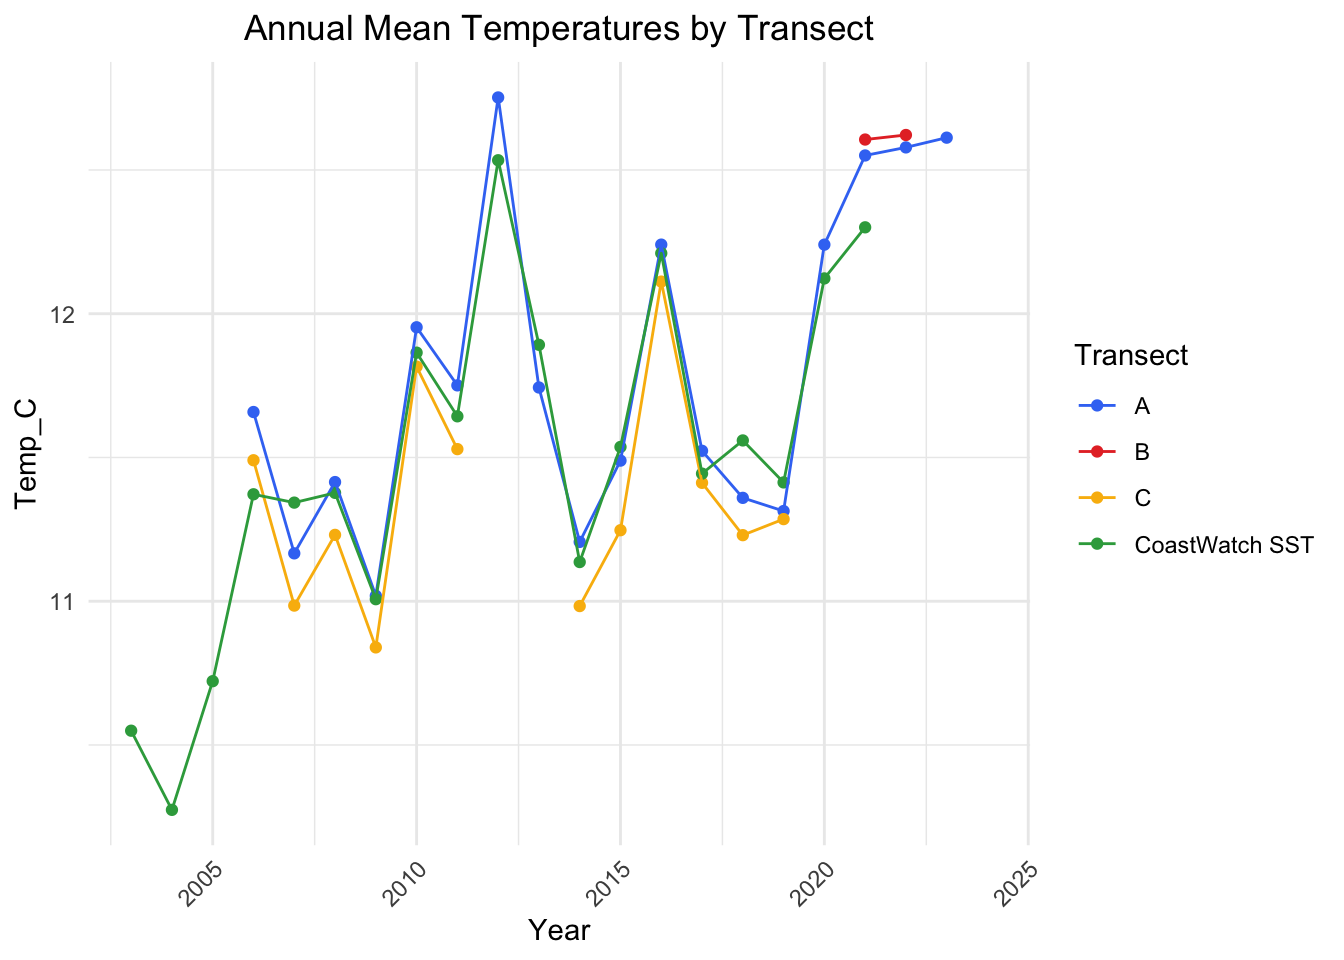 Annual Mean Temperatures by Transect
Temp_C
12
11
2005
2010
2015
2020
2025
Year
Transect
A
B
C
CoastWatch SST